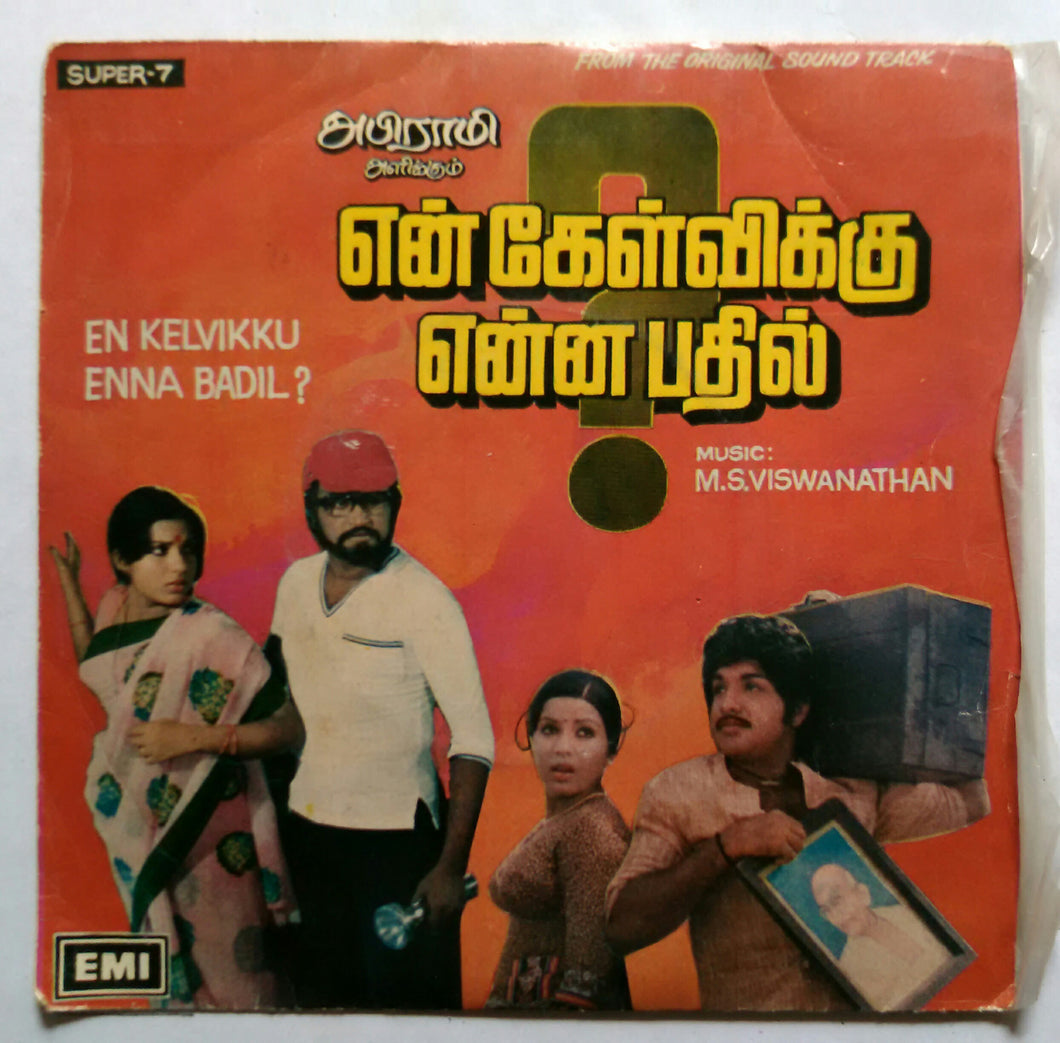 SUPER-7
FROM THE ORIGINAL SOUND TRACK
அபிராமி
அளிக்கும்
என் கேள்விக்கு
என்ன பதில்
?
EN KELVIKKU
ENNA BADIL?
MUSIC:
M.S.VISWANATHAN
EMI